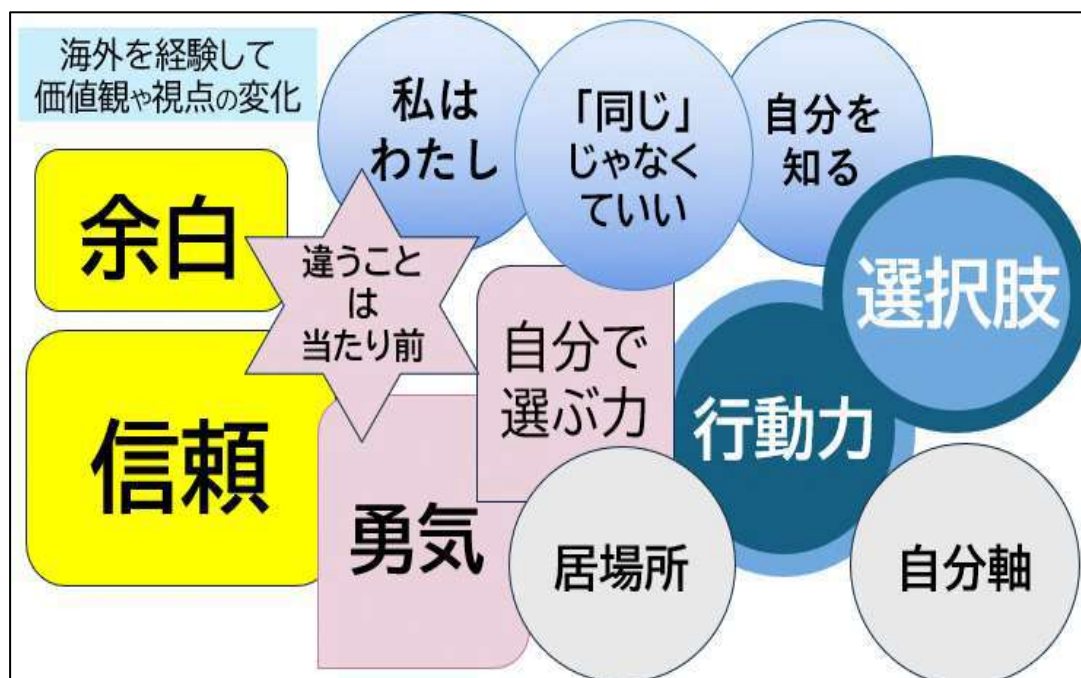 海外を経験して
価値観や視点の変化
私は
わたし
「同じ」
じゃなく
ていい
自分を
知る
余白
違うこと
は
当たり前
選択肢
自分で
選ぶ力
行動力
信頼
勇気
居場所
自分軸